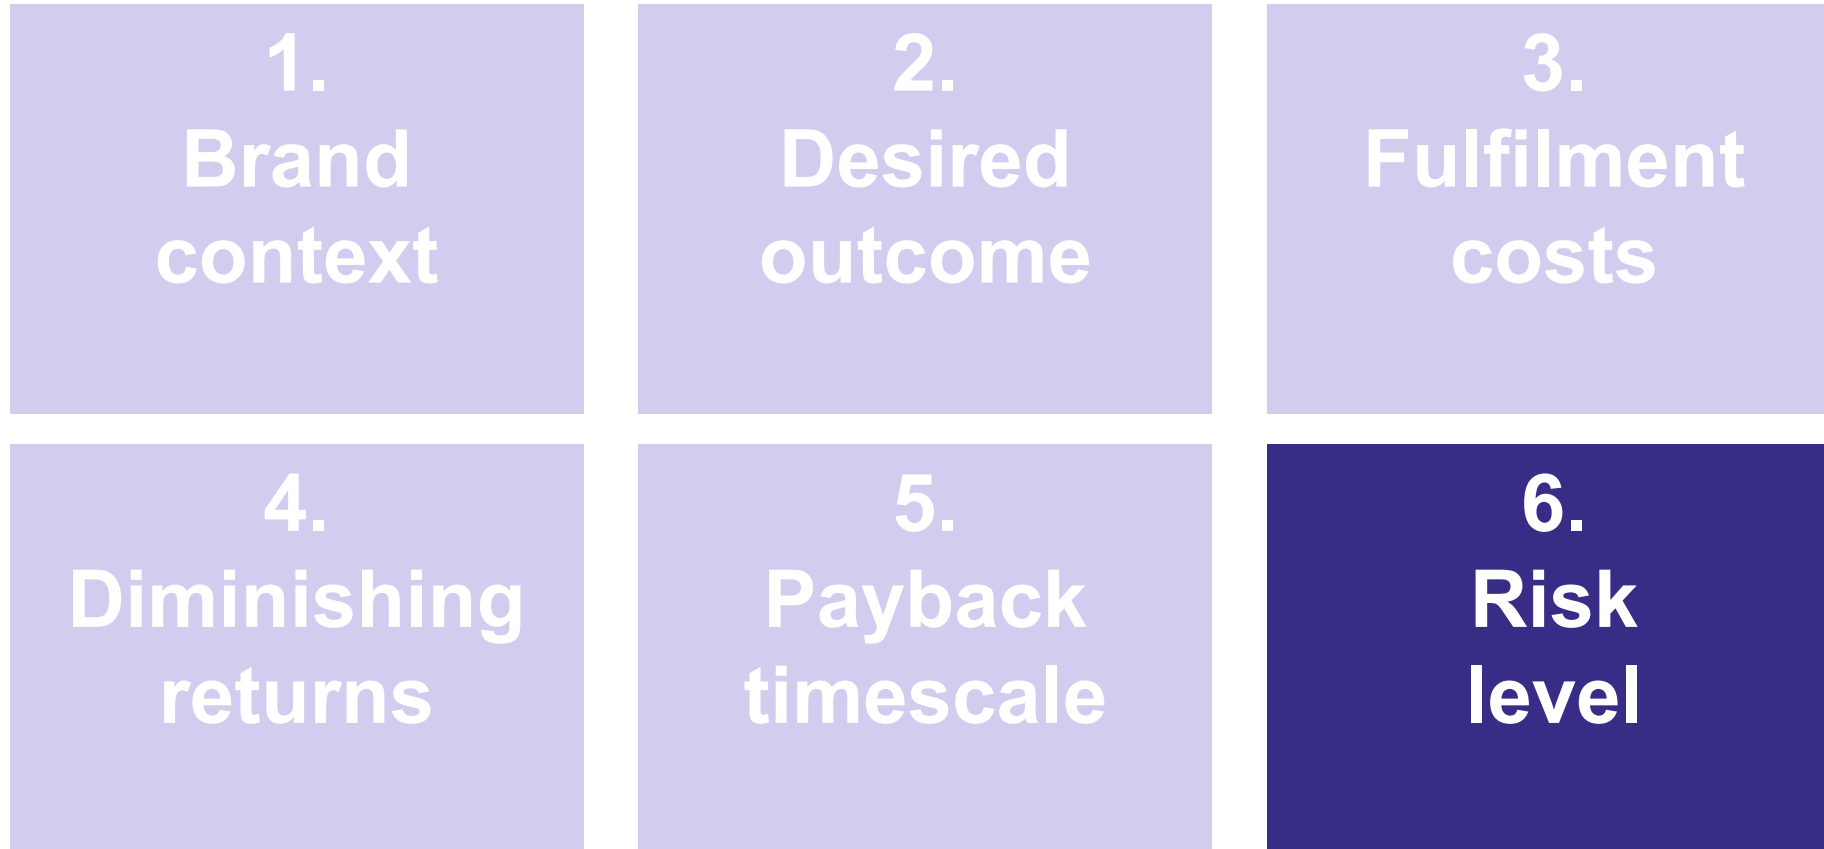 1.
Brand
context
2.
Desired
outcome
3.
Fulfilment
costs
4.
Diminishing
returns
5.
Payback
timescale
6.
Risk
level